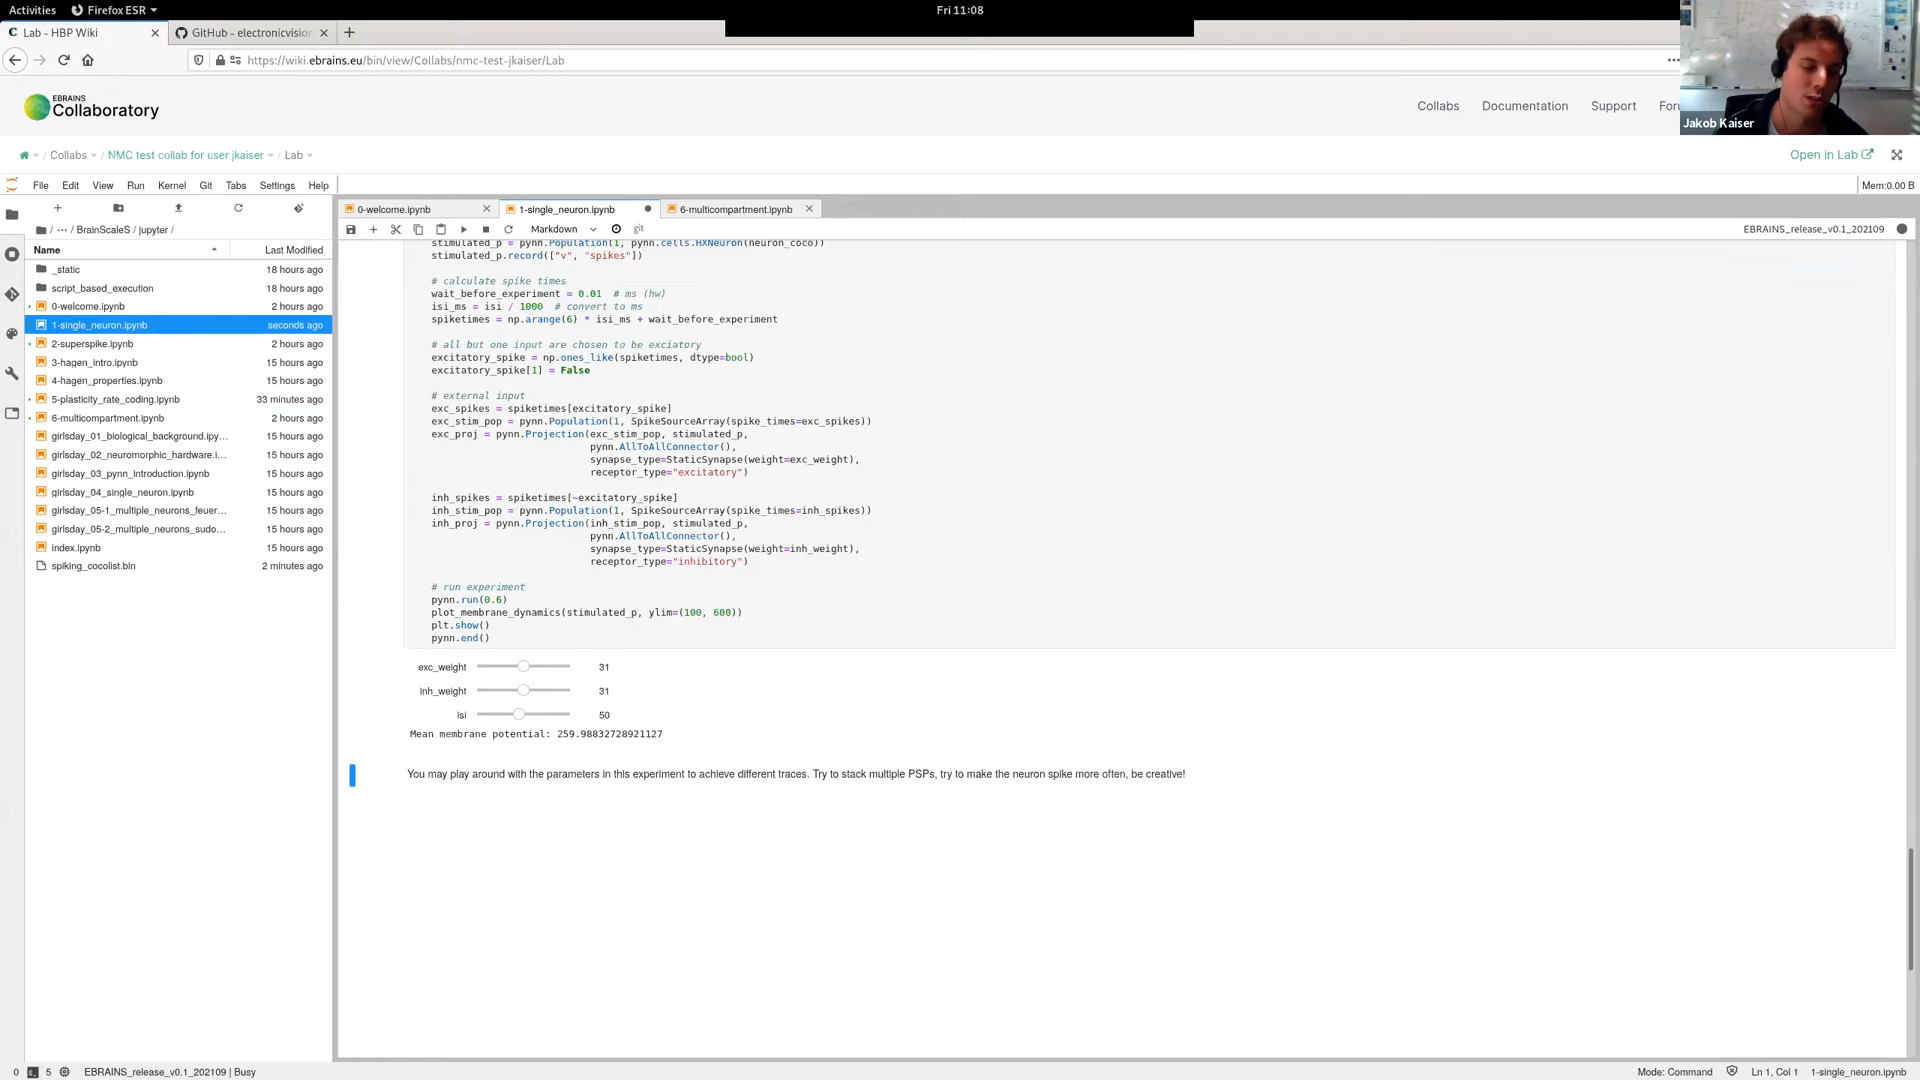 Activities Firefox ESR Fri 11:08
Lab - HBP Wiki GitHub - electronicvision
https://wiki.ebrains.eu/bin/view/Collabs/nmc-test-jkaiser/Lab
EBRAINS
Collaboratory
Collabs Documentation Support Foru
Jakob Kaiser
/ Collabs / NMC test collab for user jkaiser / Lab
Open in Lab
File Edit View Run Kernel Git Tabs Settings Help
Mem:0.00 B
0-welcome.ipynb 1-single_neuron.ipynb 6-multicompartment.ipynb
Markdown git EBRAINS_release_v0.1_202109
/ ··· / BrainScaleS / jupyter /
Name Last Modified
_static 18 hours ago
script_based_execution 18 hours ago
0-welcome.ipynb 2 hours ago
1-single_neuron.ipynb seconds ago
2-superspike.ipynb 2 hours ago
3-hagen_intro.ipynb 15 hours ago
4-hagen_properties.ipynb 15 hours ago
5-plasticity_rate_coding.ipynb 33 minutes ago
6-multicompartment.ipynb 2 hours ago
girlsday_01_biological_background.ipy... 15 hours ago
girlsday_02_neuromorphic_hardware.i... 15 hours ago
girlsday_03_pynn_introduction.ipynb 15 hours ago
girlsday_04_single_neuron.ipynb 15 hours ago
girlsday_05-1_multiple_neurons_feuer... 15 hours ago
girlsday_05-2_multiple_neurons_sudo... 15 hours ago
index.ipynb 15 hours ago
spiking_cocolist.bin 2 minutes ago
stimulated_p = pynn.Population(1, pynn.cells.HXNeuron(neuron_coco))
stimulated_p.record(["v", "spikes"])
# calculate spike times
wait_before_experiment = 0.01  # ms (hw)
isi_ms = isi / 1000  # convert to ms
spiketimes = np.arange(6) * isi_ms + wait_before_experiment
# all but one input are chosen to be exciatory
excitatory_spike = np.ones_like(spiketimes, dtype=bool)
excitatory_spike[1] = False
# external input
exc_spikes = spiketimes[excitatory_spike]
exc_stim_pop = pynn.Population(1, SpikeSourceArray(spike_times=exc_spikes))
exc_proj = pynn.Projection(exc_stim_pop, stimulated_p,
pynn.AllToAllConnector(),
synapse_type=StaticSynapse(weight=exc_weight),
receptor_type="excitatory")
inh_spikes = spiketimes[~excitatory_spike]
inh_stim_pop = pynn.Population(1, SpikeSourceArray(spike_times=inh_spikes))
inh_proj = pynn.Projection(inh_stim_pop, stimulated_p,
pynn.AllToAllConnector(),
synapse_type=StaticSynapse(weight=inh_weight),
receptor_type="inhibitory")
# run experiment
pynn.run(0.6)
plot_membrane_dynamics(stimulated_p, ylim=(100, 600))
plt.show()
pynn.end()
exc_weight 31
inh_weight 31
isi 50
Mean membrane potential: 259.98832728921127
You may play around with the parameters in this experiment to achieve different traces. Try to stack multiple PSPs, try to make the neuron spike more often, be creative!
0 5 EBRAINS_release_v0.1_202109 | Busy
Mode: Command Ln 1, Col 1 1-single_neuron.ipynb